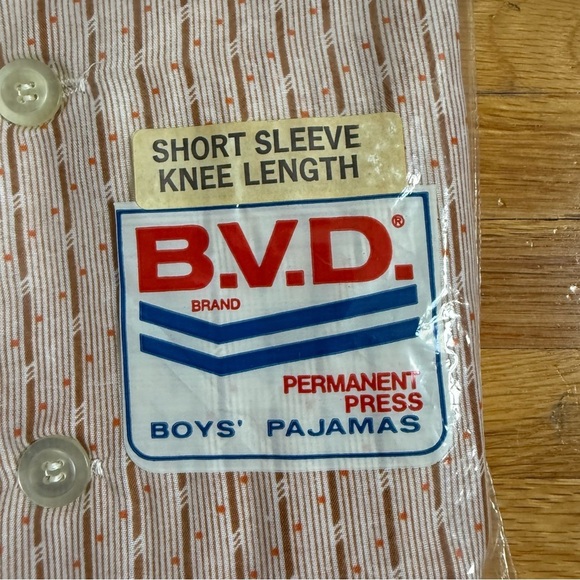 SHORT SLEEVE
KNEE LENGTH
B.V.D.®
BRAND
PERMANENT
PRESS
BOYS' PAJAMAS